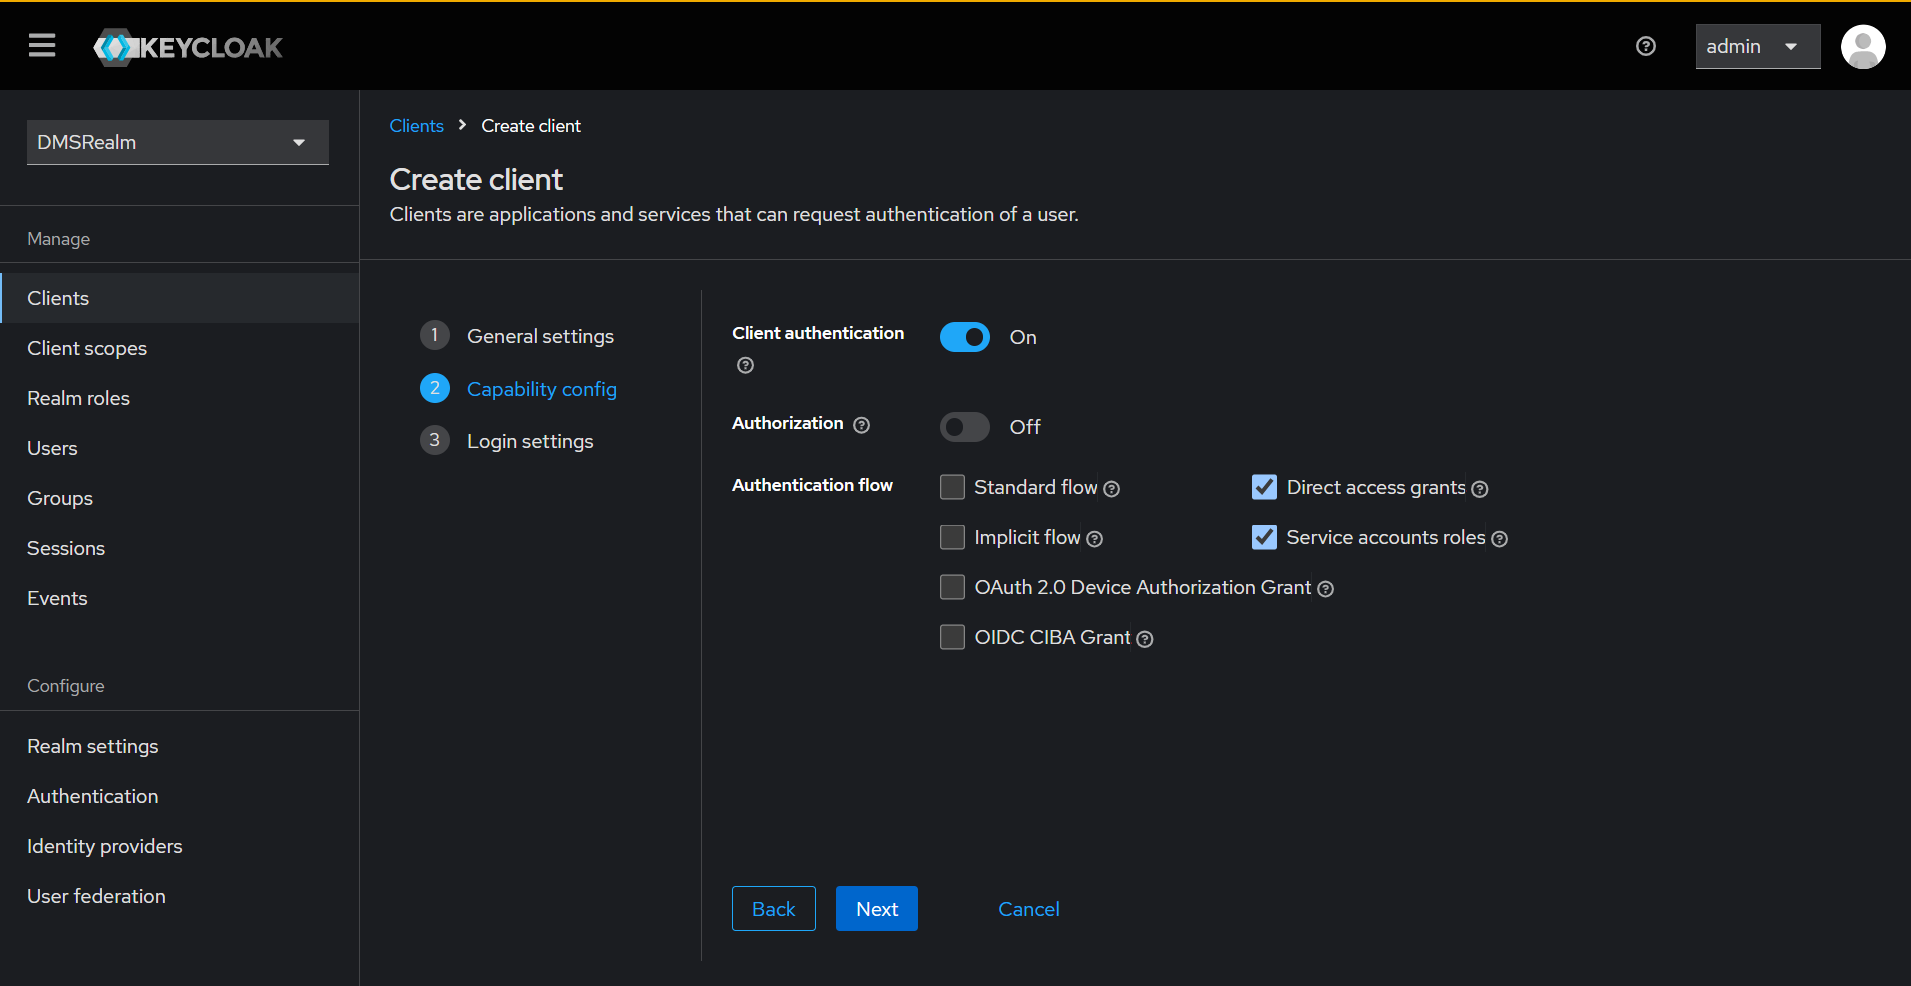 KEYCLOAK
admin
DMSRealm
Manage
Clients
Client scopes
Realm roles
Users
Groups
Sessions
Events
Configure
Realm settings
Authentication
Identity providers
User federation
Clients > Create client
Create client
Clients are applications and services that can request authentication of a user.
1 General settings
2 Capability config
3 Login settings
Client authentication On
Authorization Off
Authentication flow
Standard flow Direct access grants
Implicit flow Service accounts roles
OAuth 2.0 Device Authorization Grant
OIDC CIBA Grant
Back Next Cancel